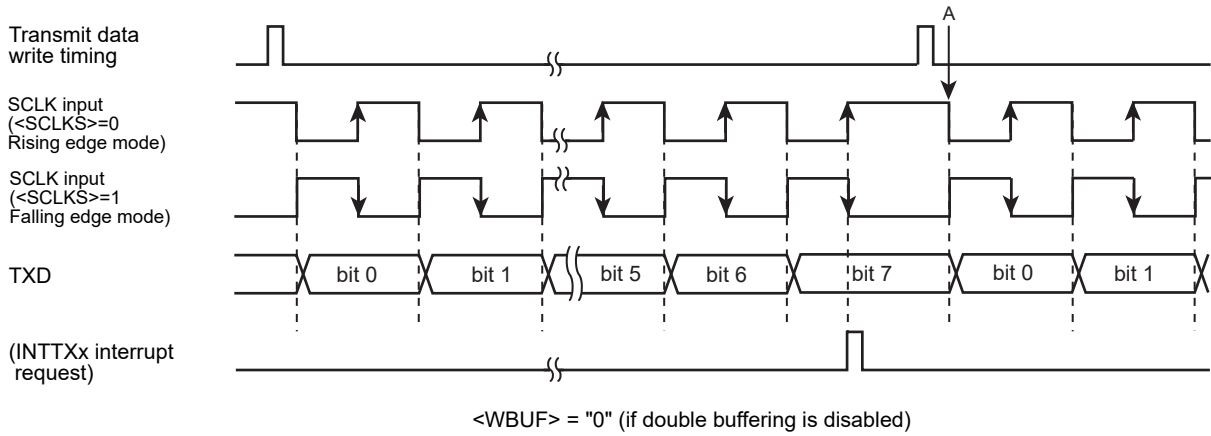 Transmit data
write timing
A
SCLK input
(<SCLKS>=0
Rising edge mode)
SCLK input
(<SCLKS>=1
Falling edge mode)
TXD
bit 0
bit 1
bit 5
bit 6
bit 7
bit 0
bit 1
(INTTXx interrupt
request)
<WBUF> = "0" (if double buffering is disabled)